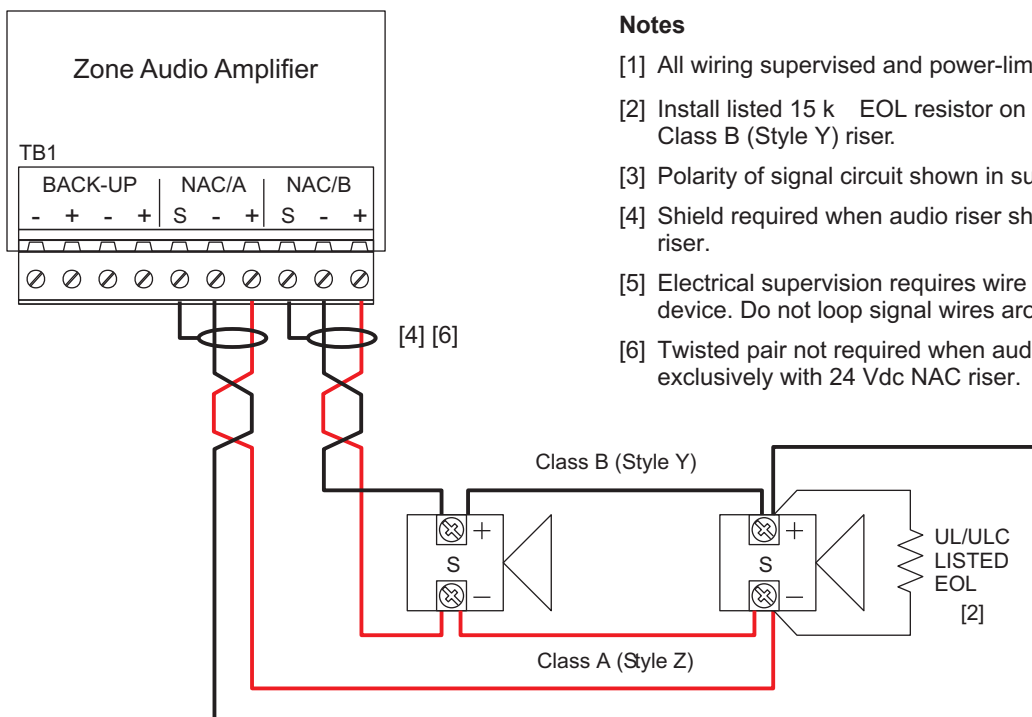 Zone Audio Amplifier
TB1
BACK-UP NAC/A NAC/B
- + - + S - + S - +
[4] [6]
Notes
[1] All wiring supervised and power-lim
[2] Install listed 15 k EOL resistor on
Class B (Style Y) riser.
[3] Polarity of signal circuit shown in su
[4] Shield required when audio riser sh
riser.
[5] Electrical supervision requires wire
device. Do not loop signal wires aro
[6] Twisted pair not required when aud
exclusively with 24 Vdc NAC riser.
Class B (Style Y)
+
S
-
+
S
-
UL/ULC
LISTED
EOL
[2]
Class A (Style Z)